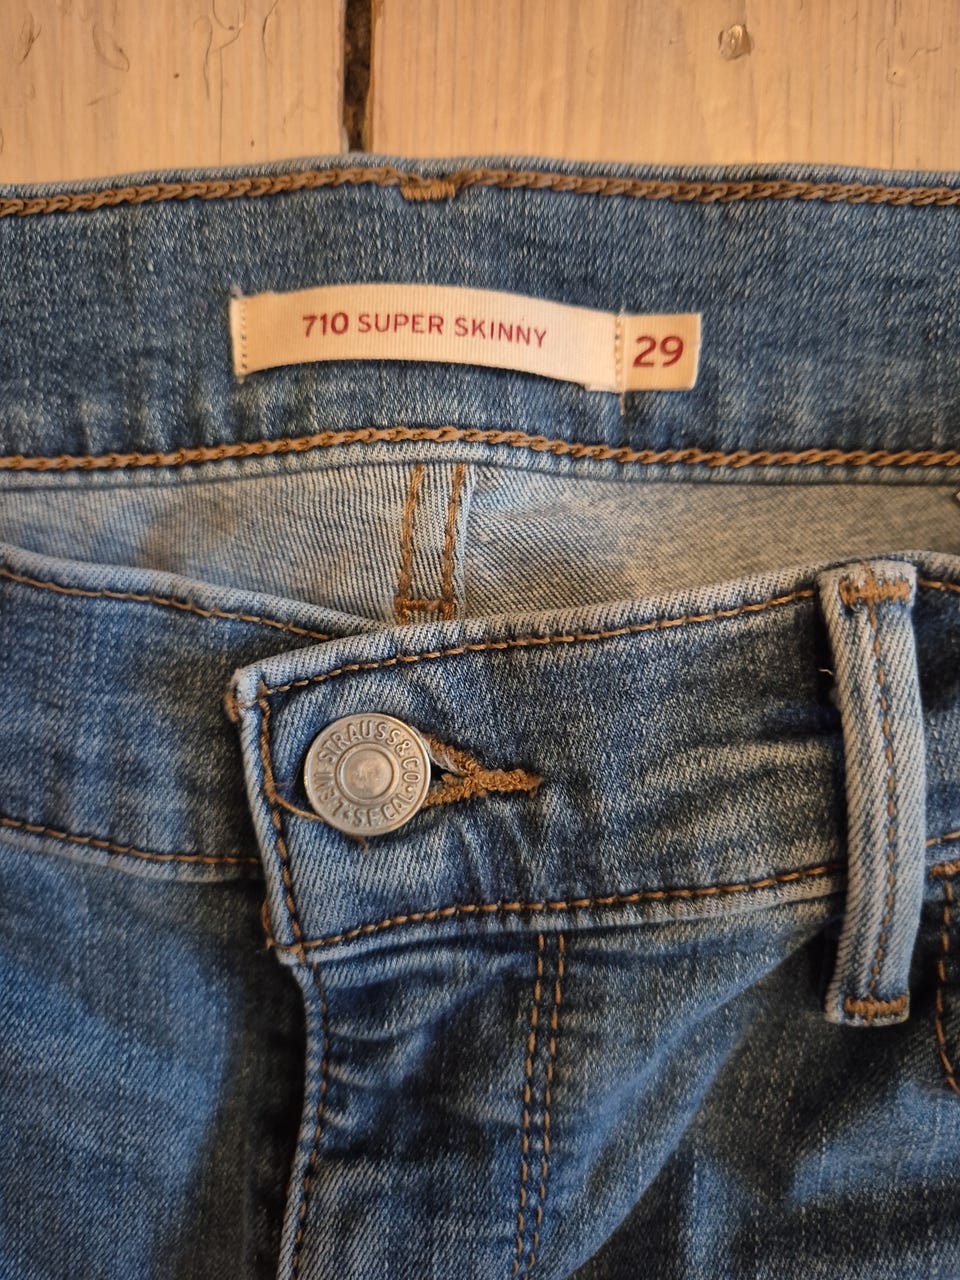 710 SUPER SKINNY
29
LEVI STRAUSS & CO.
S.F. CAL.